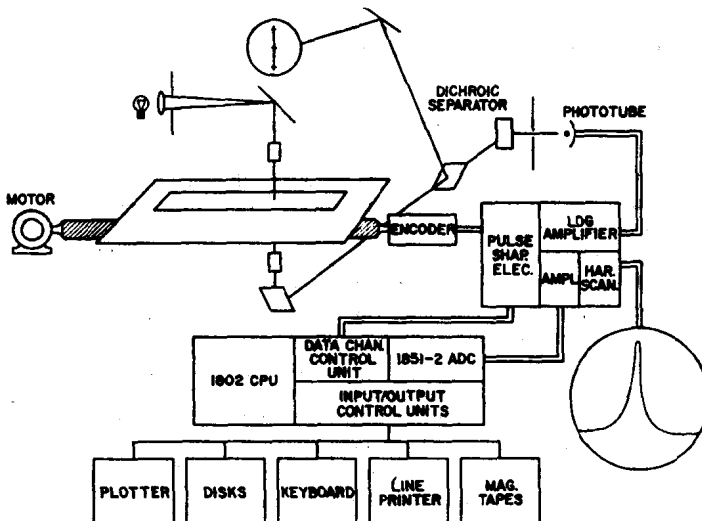 DICHROIC
SEPARATOR
PHOTOTUBE
MOTOR
ENCODER
PULSE
SHAP.
ELEC.
LDG
AMPLIFIER
AMPL
HAR.
SCAN.
1802 CPU
DATA CHAN.
CONTROL
UNIT
1851-2 ADC
INPUT/OUTPUT
CONTROL UNITS
PLOTTER
DISKS
KEYBOARD
LINE
PRINTER
MAG.
TAPES